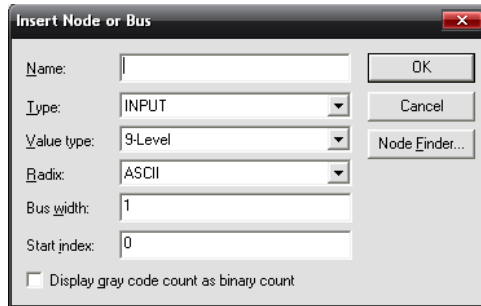 Insert Node or Bus
Name:
OK
Type: INPUT
Cancel
Value type: 9-Level
Node Finder...
Radix: ASCII
Bus width: 1
Start index: 0
Display gray code count as binary count